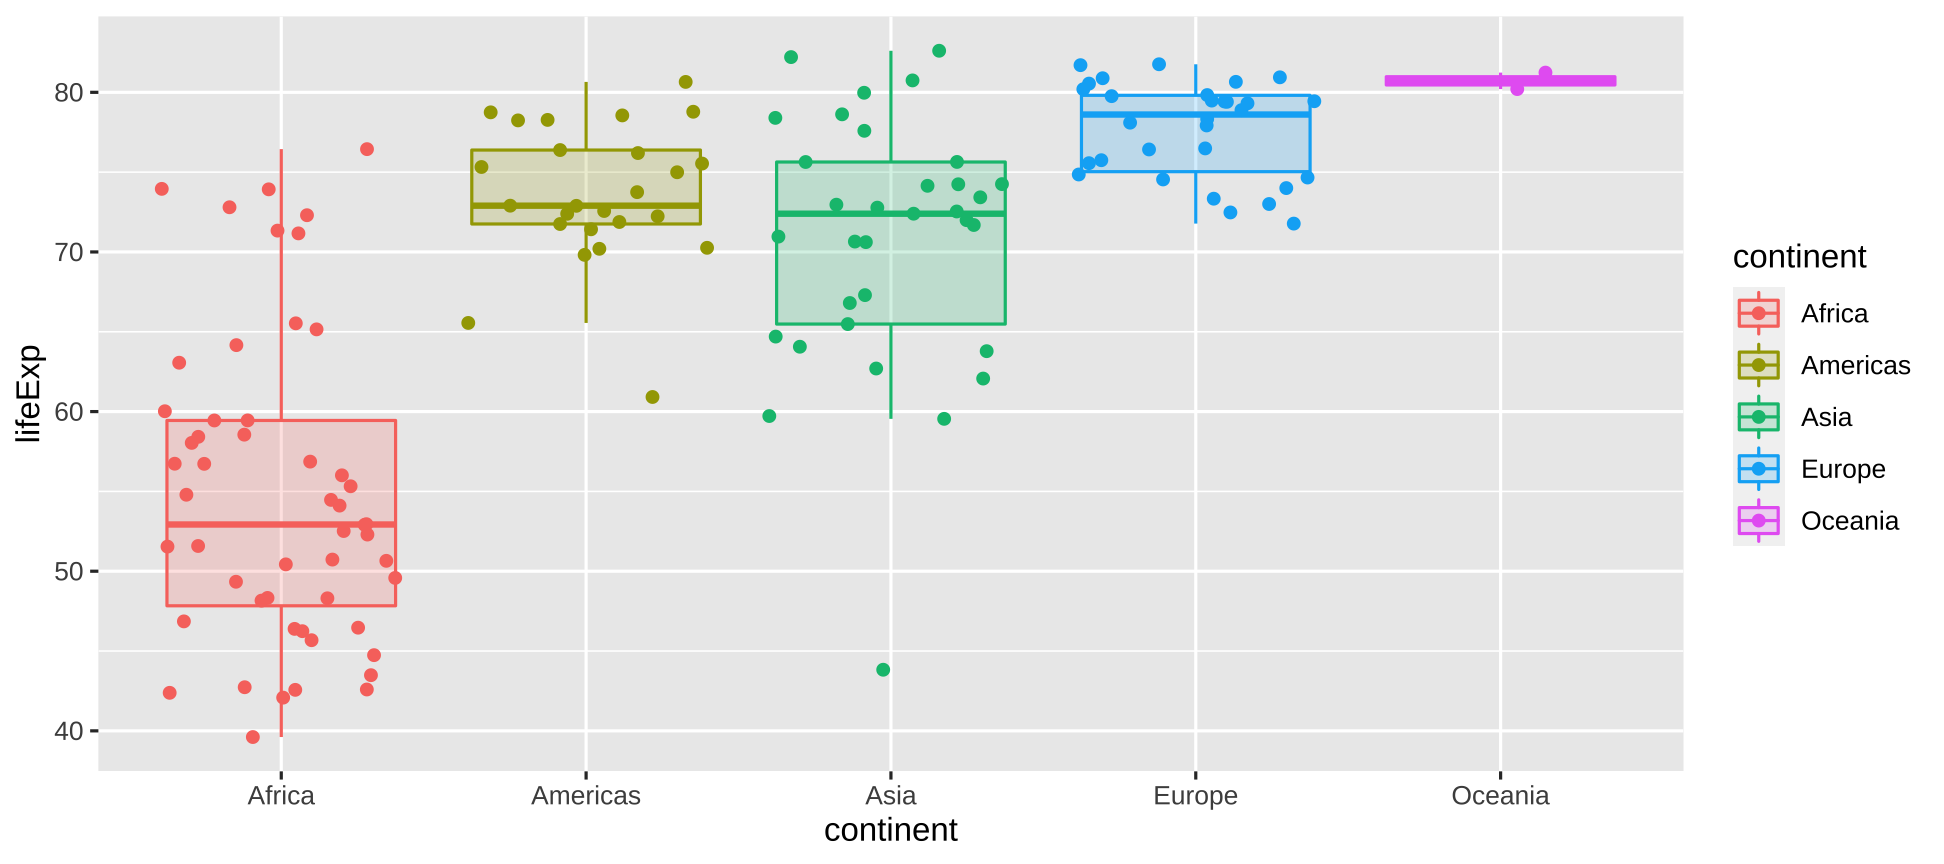 lifeExp
80
70
60
50
40
Africa
Americas
Asia
Europe
Oceania
continent
continent
Africa
Americas
Asia
Europe
Oceania